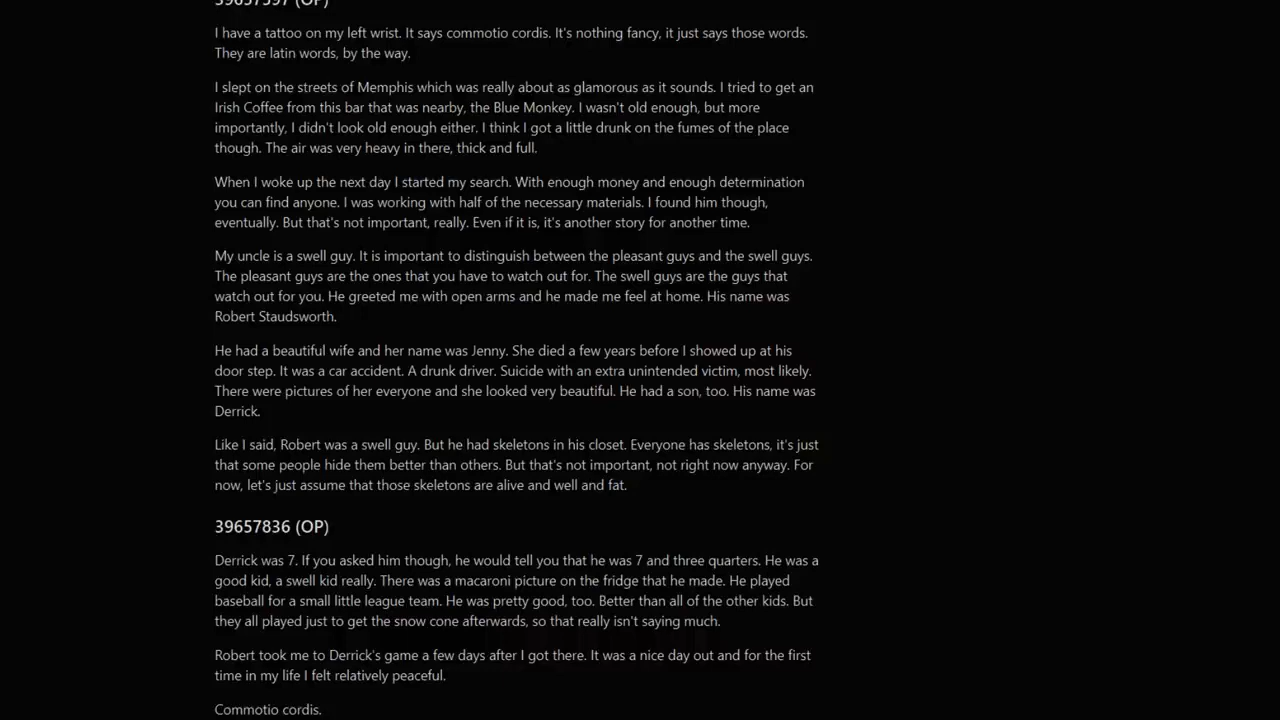 39657597 (OP)
I have a tattoo on my left wrist. It says commotio cordis. It's nothing fancy, it just says those words.
They are latin words, by the way.
I slept on the streets of Memphis which was really about as glamorous as it sounds. I tried to get an
Irish Coffee from this bar that was nearby, the Blue Monkey. I wasn't old enough, but more
importantly, I didn't look old enough either. I think I got a little drunk on the fumes of the place
though. The air was very heavy in there, thick and full.
When I woke up the next day I started my search. With enough money and enough determination
you can find anyone. I was working with half of the necessary materials. I found him though,
eventually. But that's not important, really. Even if it is, it's another story for another time.
My uncle is a swell guy. It is important to distinguish between the pleasant guys and the swell guys.
The pleasant guys are the ones that you have to watch out for. The swell guys are the guys that
watch out for you. He greeted me with open arms and he made me feel at home. His name was
Robert Staudsworth.
He had a beautiful wife and her name was Jenny. She died a few years before I showed up at his
door step. It was a car accident. A drunk driver. Suicide with an extra unintended victim, most likely.
There were pictures of her everyone and she looked very beautiful. He had a son, too. His name was
Derrick.
Like I said, Robert was a swell guy. But he had skeletons in his closet. Everyone has skeletons, it's just
that some people hide them better than others. But that's not important, not right now anyway. For
now, let's just assume that those skeletons are alive and well and fat.
39657836 (OP)
Derrick was 7. If you asked him though, he would tell you that he was 7 and three quarters. He was a
good kid, a swell kid really. There was a macaroni picture on the fridge that he made. He played
baseball for a small little league team. He was pretty good, too. Better than all of the other kids. But
they all played just to get the snow cone afterwards, so that really isn't saying much.
Robert took me to Derrick's game a few days after I got there. It was a nice day out and for the first
time in my life I felt relatively peaceful.
Commotio cordis.